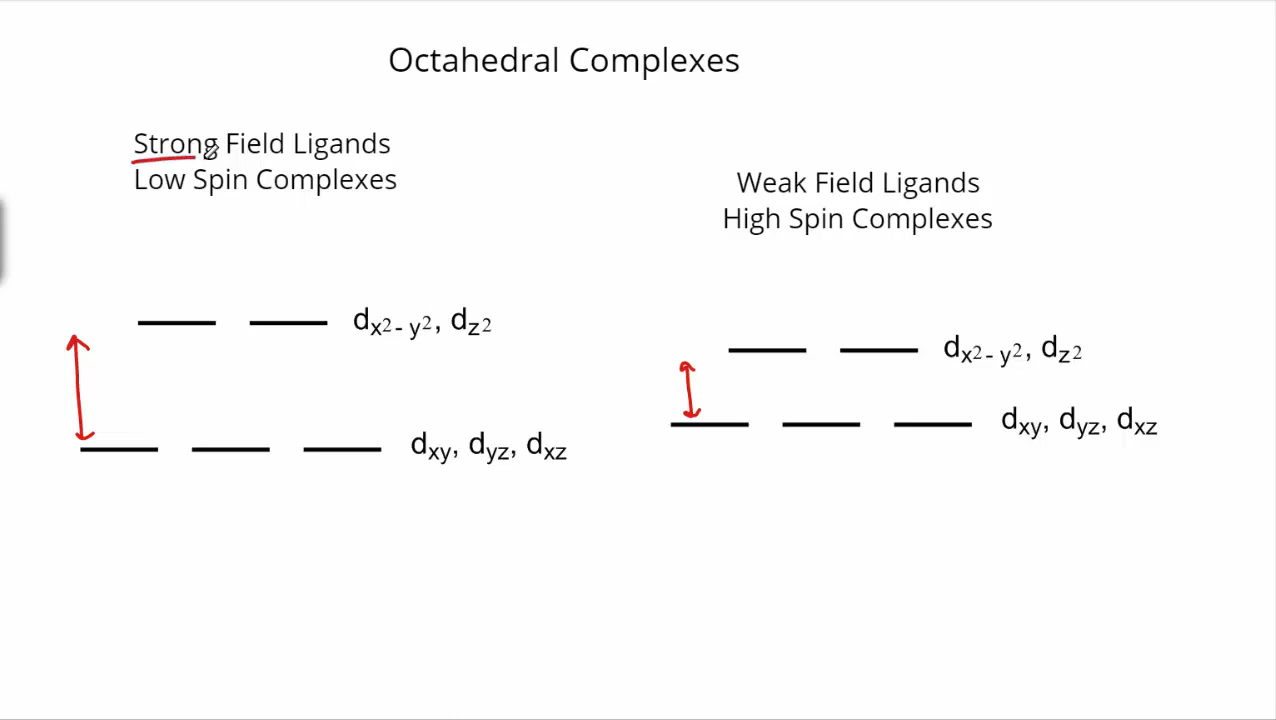 Octahedral Complexes
Strong Field Ligands
Low Spin Complexes
Weak Field Ligands
High Spin Complexes
dx2- y2, dz2
dxy, dyz, dxz
dx2- y2, dz2
dxy, dyz, dxz